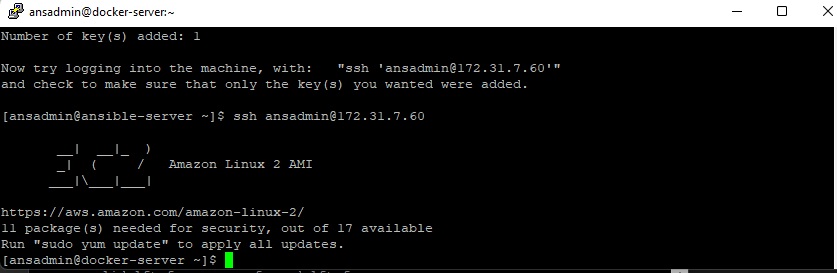 ansadmin@docker-server:~
Number of key(s) added: 1
Now try logging into the machine, with:   "ssh 'ansadmin@172.31.7.60'"
and check to make sure that only the key(s) you wanted were added.
[ansadmin@ansible-server ~]$ ssh ansadmin@172.31.7.60
       __|  __|_  )
       _|  (     /   Amazon Linux 2 AMI
      ___|\___|___|
https://aws.amazon.com/amazon-linux-2/
11 package(s) needed for security, out of 17 available
Run "sudo yum update" to apply all updates.
[ansadmin@docker-server ~]$